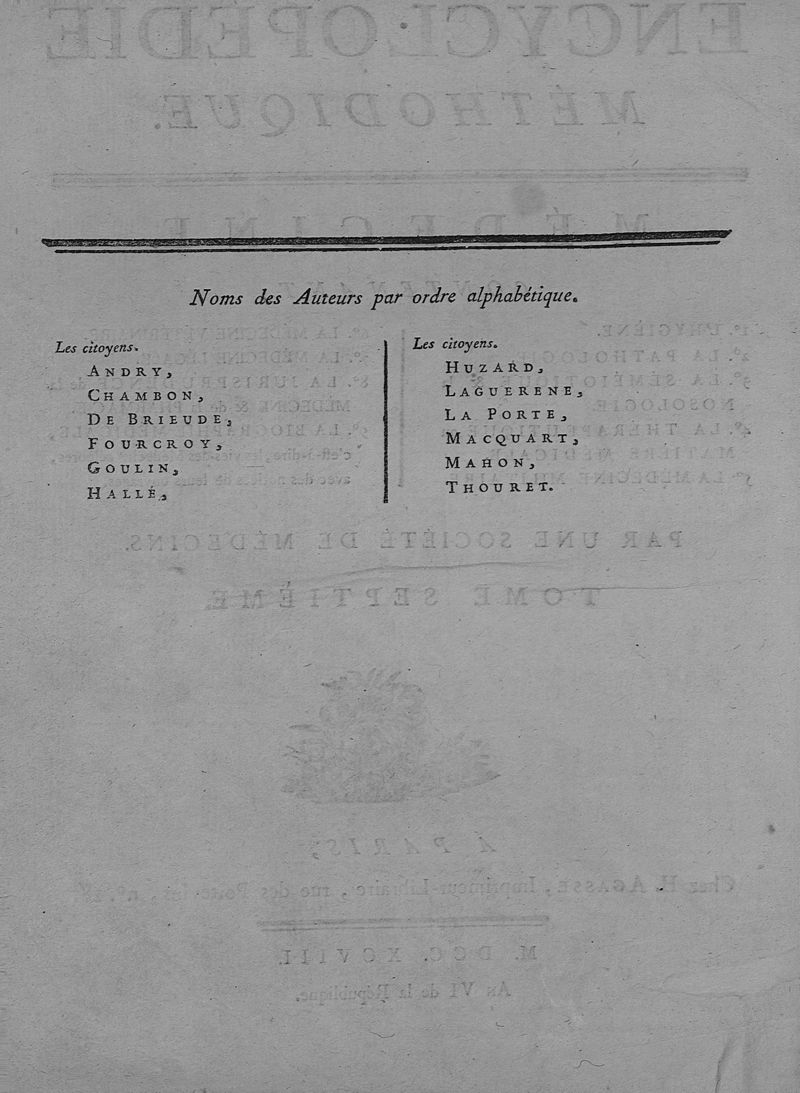 Noms des Auteurs par ordre alphabétique.
Les citoyens.
ANDRY,
CHAMBON,
DE BRIEUDE,
FOURCROY,
GOULIN,
HALLÉ,
Les citoyens.
HUZARD,
LAGUERENE,
LA PORTE,
MACQUART,
MAHON,
THOURET.